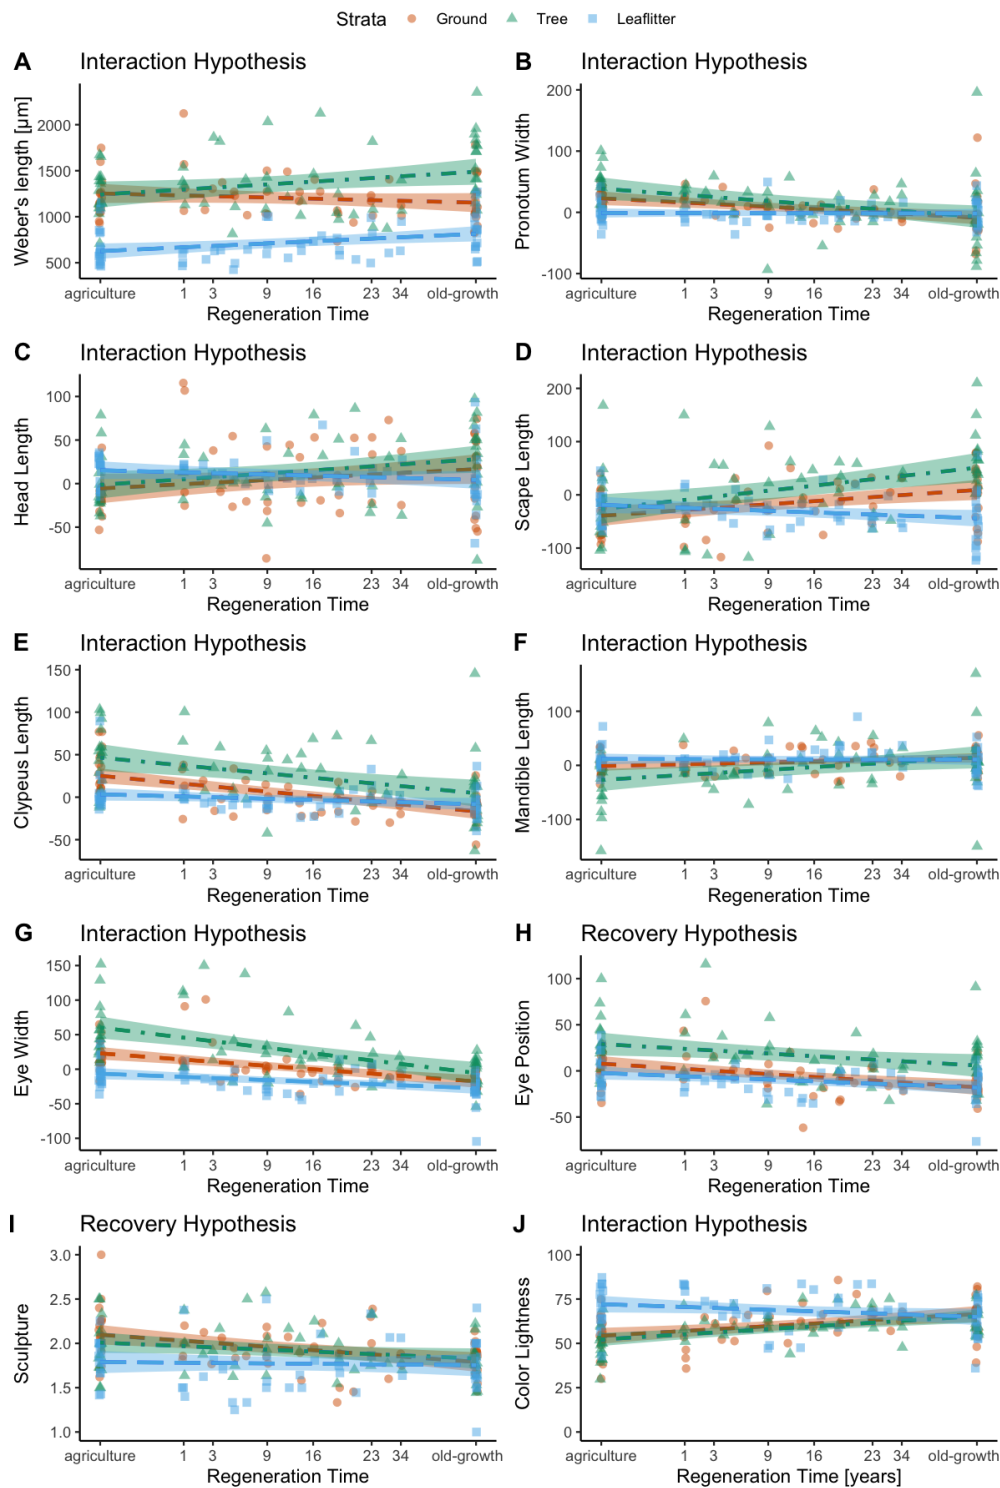 Strata Ground Tree Leaflitter
A Interaction Hypothesis
Weber's length [µm]
2000
1500
1000
500
agriculture 1 3 9 16 23 34 old-growth
Regeneration Time
B Interaction Hypothesis
Pronotum Width
200
100
0
-100
agriculture 1 3 9 16 23 34 old-growth
Regeneration Time
C Interaction Hypothesis
Head Length
100
50
0
-50
agriculture 1 3 9 16 23 34 old-growth
Regeneration Time
D Interaction Hypothesis
Scape Length
200
100
0
-100
agriculture 1 3 9 16 23 34 old-growth
Regeneration Time
E Interaction Hypothesis
Clypeus Length
150
100
50
0
-50
agriculture 1 3 9 16 23 34 old-growth
Regeneration Time
F Interaction Hypothesis
Mandible Length
100
0
-100
agriculture 1 3 9 16 23 34 old-growth
Regeneration Time
G Interaction Hypothesis
Eye Width
150
100
50
0
-50
-100
agriculture 1 3 9 16 23 34 old-growth
Regeneration Time
H Recovery Hypothesis
Eye Position
100
50
0
-50
agriculture 1 3 9 16 23 34 old-growth
Regeneration Time
I Recovery Hypothesis
Sculpture
3.0
2.5
2.0
1.5
1.0
agriculture 1 3 9 16 23 34 old-growth
Regeneration Time
J Interaction Hypothesis
Color Lightness
100
75
50
25
0
agriculture 1 3 9 16 23 34 old-growth
Regeneration Time [years]